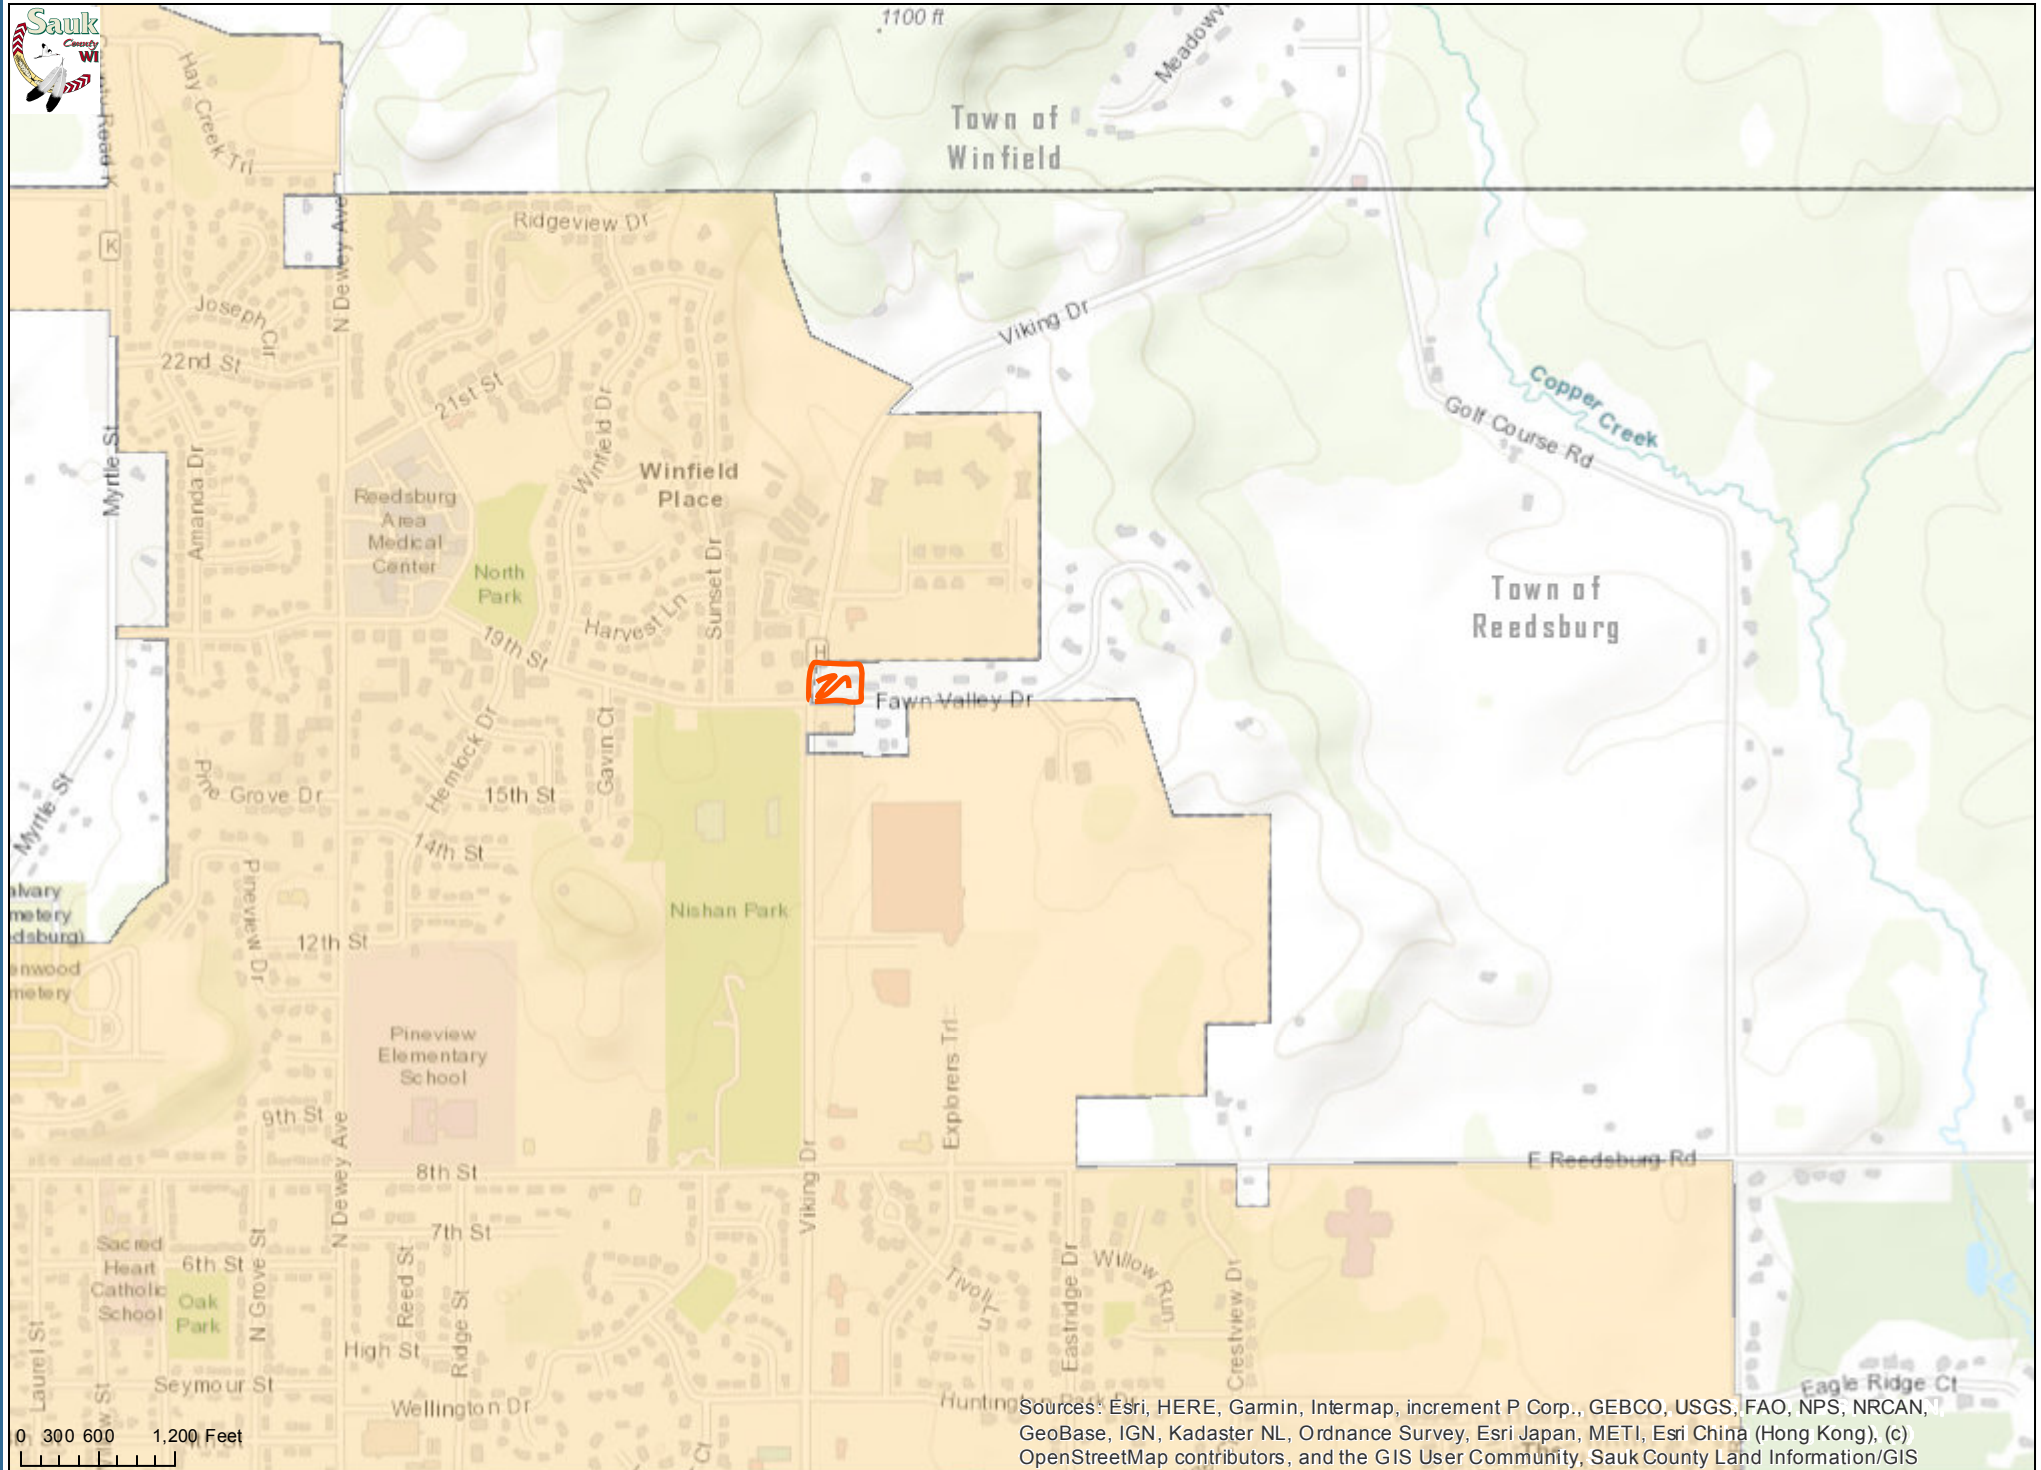 Sauk
County
WI
1100 ft
Meadow
Town of
Winfield
Hay Creek Trl
K
N Dewey Ave
Ridgeview Dr
Joseph Cir
22nd St
21st St
Viking Dr
Copper Creek
Golf Course Rd
Myrtle St
Amanda Dr
Winfield Dr
Winfield
Place
Reedsburg
Area
Medical
Center
North
Park
Sunset Dr
Harvest Ln
19th St
H
Town of
Reedsburg
Fawn Valley Dr
Hemlock Dr
Gavin Ct
Pine Grove Dr
15th St
Myrtle St
14th St
Pineview Dr
Nishan Park
alvary
metery
edsburg)
12th St
enwood
metery
Pineview
Elementary
School
Explorers Trl
9th St
N Dewey Ave
8th St
Viking Dr
E Reedsburg Rd
7th St
Sacred
Heart
Catholic
School
6th St
Oak
Park
N Grove St
Reed St
Ridge St
High St
Tivoli
Eastridge Dr
Willow Run
Crestview Dr
Laurel St
Seymour St
Wellington Dr
Huntington Park Dr
Eagle Ridge Ct
0 300 600 1,200 Feet
Sources: Esri, HERE, Garmin, Intermap, increment P Corp., GEBCO, USGS, FAO, NPS, NRCAN,
GeoBase, IGN, Kadaster NL, Ordnance Survey, Esri Japan, METI, Esri China (Hong Kong), (c)
OpenStreetMap contributors, and the GIS User Community, Sauk County Land Information/GIS